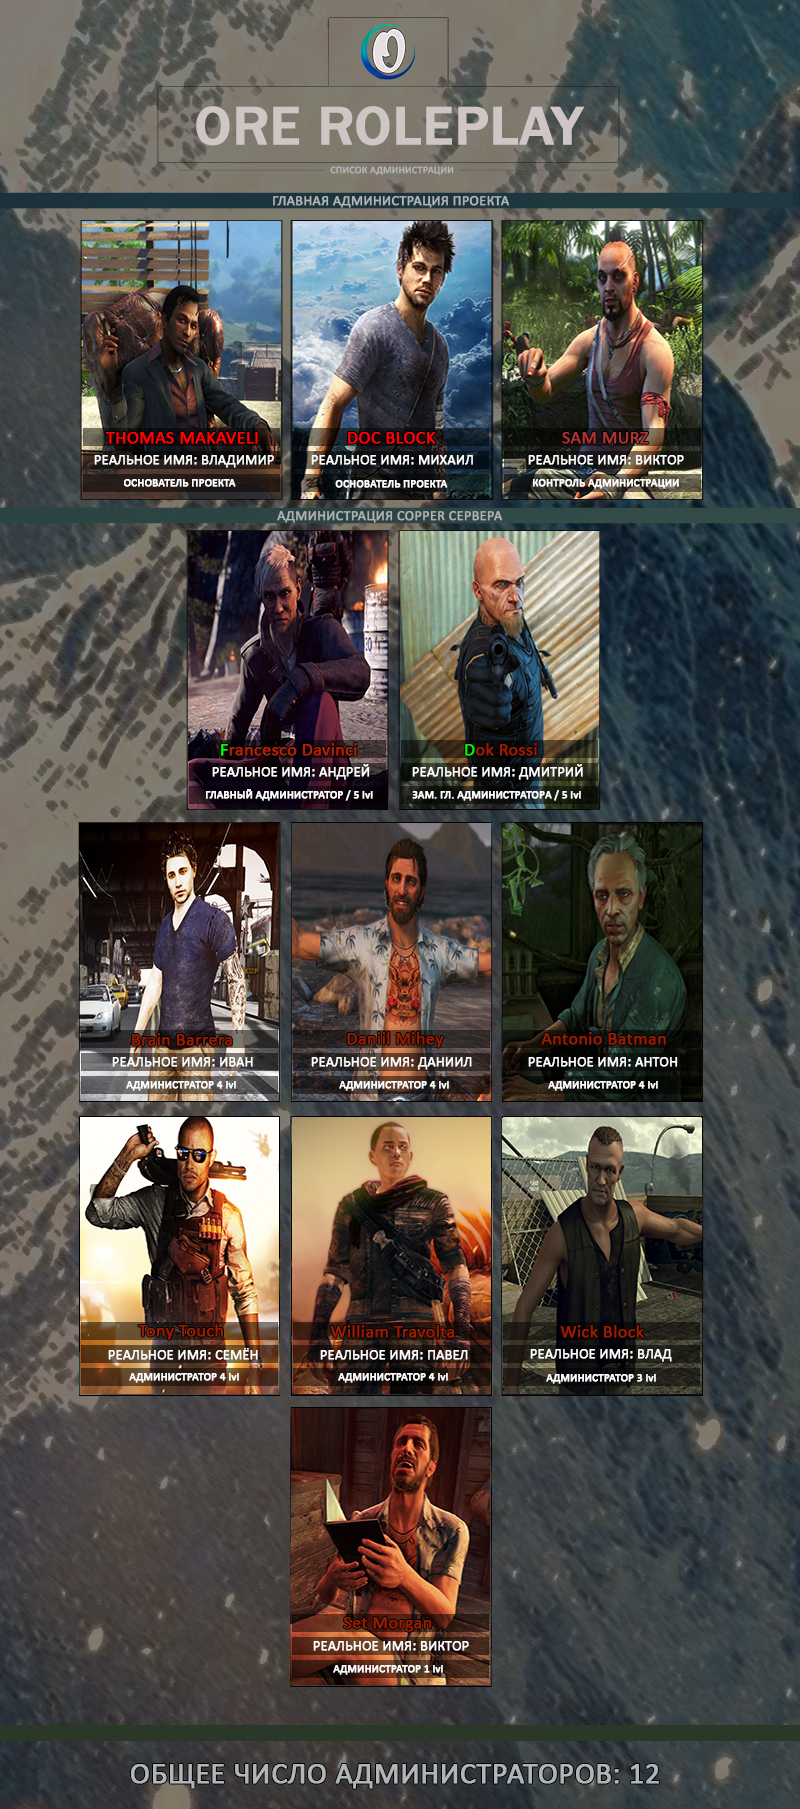 ORE ROLEPLAY
СПИСОК АДМИНИСТРАЦИИ
ГЛАВНАЯ АДМИНИСТРАЦИЯ ПРОЕКТА
THOMAS MAKAVELI
РЕАЛЬНОЕ ИМЯ: ВЛАДИМИР
ОСНОВАТЕЛЬ ПРОЕКТА
DOC BLOCK
РЕАЛЬНОЕ ИМЯ: МИХАИЛ
ОСНОВАТЕЛЬ ПРОЕКТА
SAM MURZ
РЕАЛЬНОЕ ИМЯ: ВИКТОР
КОНТРОЛЬ АДМИНИСТРАЦИИ
АДМИНИСТРАЦИЯ COPPER СЕРВЕРА
Francesco Davinci
РЕАЛЬНОЕ ИМЯ: АНДРЕЙ
ГЛАВНЫЙ АДМИНИСТРАТОР / 5 lvl
Dok Rossi
РЕАЛЬНОЕ ИМЯ: ДМИТРИЙ
ЗАМ. ГЛ. АДМИНИСТРАТОРА / 5 lvl
Brain Barrera
РЕАЛЬНОЕ ИМЯ: ИВАН
АДМИНИСТРАТОР 4 lvl
Daniil Mihey
РЕАЛЬНОЕ ИМЯ: ДАНИИЛ
АДМИНИСТРАТОР 4 lvl
Antonio Batman
РЕАЛЬНОЕ ИМЯ: АНТОН
АДМИНИСТРАТОР 4 lvl
Tony Touch
РЕАЛЬНОЕ ИМЯ: СЕМЁН
АДМИНИСТРАТОР 4 lvl
William Travolta
РЕАЛЬНОЕ ИМЯ: ПАВЕЛ
АДМИНИСТРАТОР 4 lvl
Wick Block
РЕАЛЬНОЕ ИМЯ: ВЛАД
АДМИНИСТРАТОР 3 lvl
Set Morgan
РЕАЛЬНОЕ ИМЯ: ВИКТОР
АДМИНИСТРАТОР 1 lvl
ОБЩЕЕ ЧИСЛО АДМИНИСТРАТОРОВ: 12